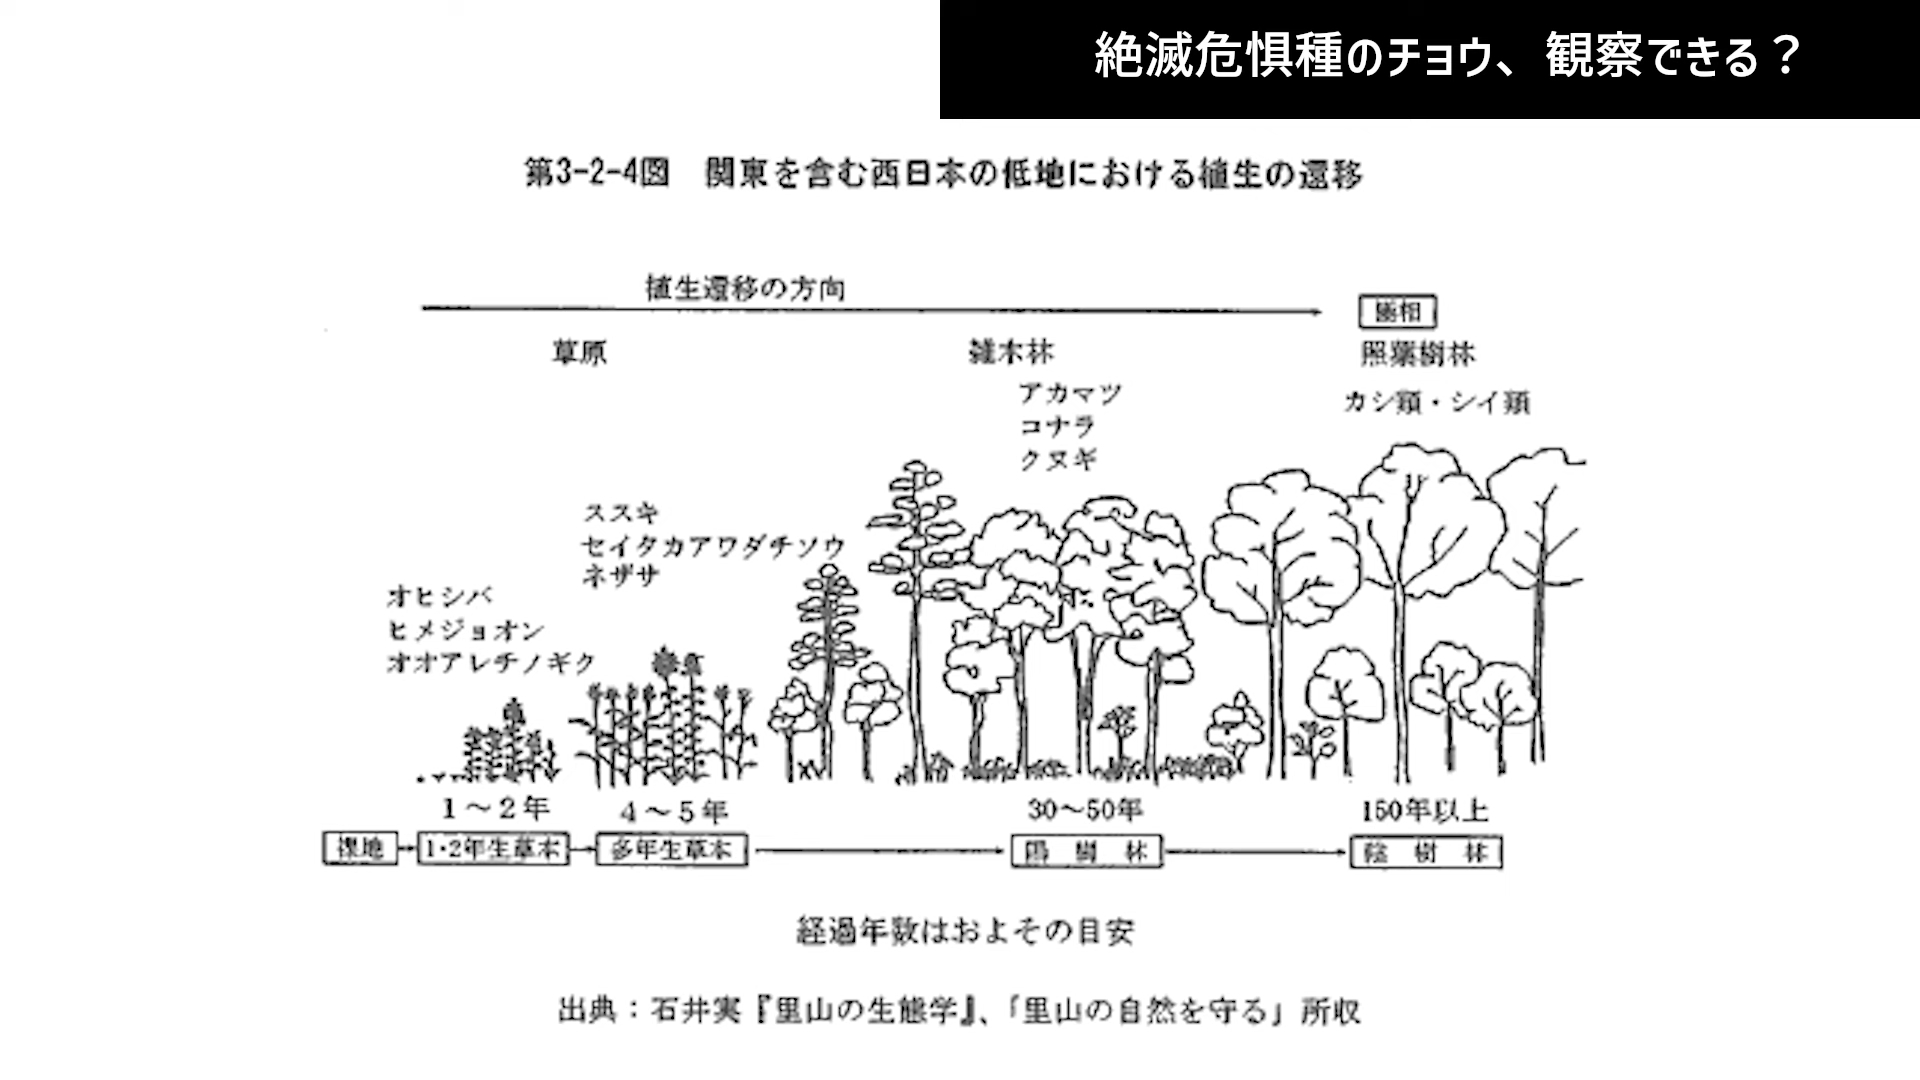 絶滅危惧種のチョウ、観察できる？
第3-2-4図　関東を含む西日本の低地における植生の遷移
植生遷移の方向
極相
草原
雑木林
照葉樹林
アカマツ
コナラ
クヌギ
カシ類・シイ類
ススキ
セイタカアワダチソウ
ネザサ
オヒシバ
ヒメジョオン
オオアレチノギク
1～2年
4～5年
30～50年
150年以上
裸地
1・2年生草本
多年生草本
陽樹林
陰樹林
経過年数はおよその目安
出典：石井実『里山の生態学』、「里山の自然を守る」所収